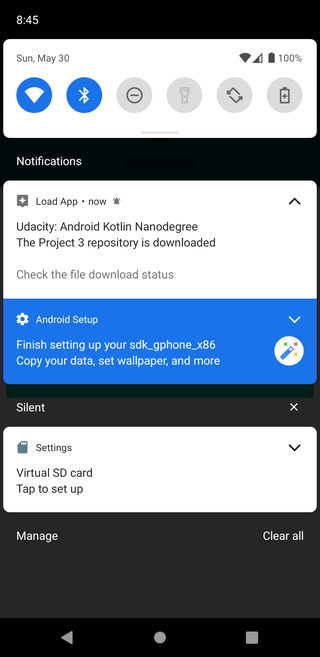 8:45
Sun, May 30
100%
Notifications
Load App • now
Udacity: Android Kotlin Nanodegree
The Project 3 repository is downloaded
Check the file download status
Android Setup
Finish setting up your sdk_gphone_x86
Copy your data, set wallpaper, and more
Silent
Settings
Virtual SD card
Tap to set up
Manage
Clear all